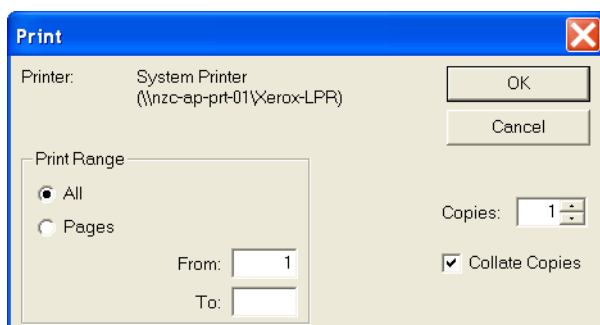 Print
Printer: System Printer
(\\nzc-ap-prt-01\Xerox-LPR)
OK
Cancel
Print Range
All
Pages
From: 1
To:
Copies: 1
Collate Copies